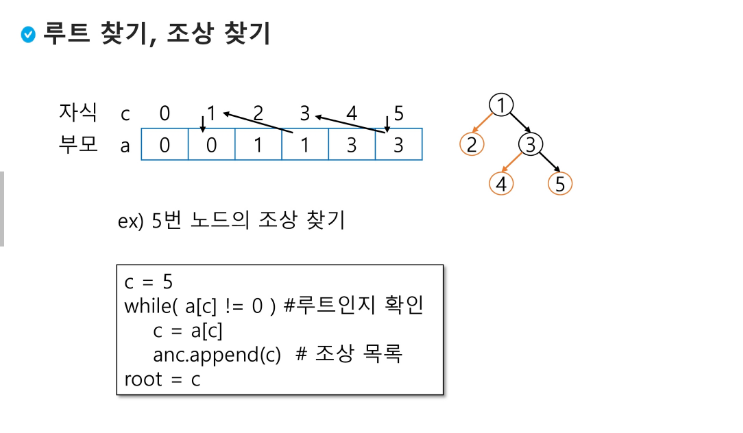 루트 찾기, 조상 찾기
자식 c 0 1 2 3 4 5
부모 a 0 0 1 1 3 3
1
2 3
4 5
ex) 5번 노드의 조상 찾기
c = 5
while( a[c] != 0 ) #루트인지 확인
c = a[c]
anc.append(c) # 조상 목록
root = c